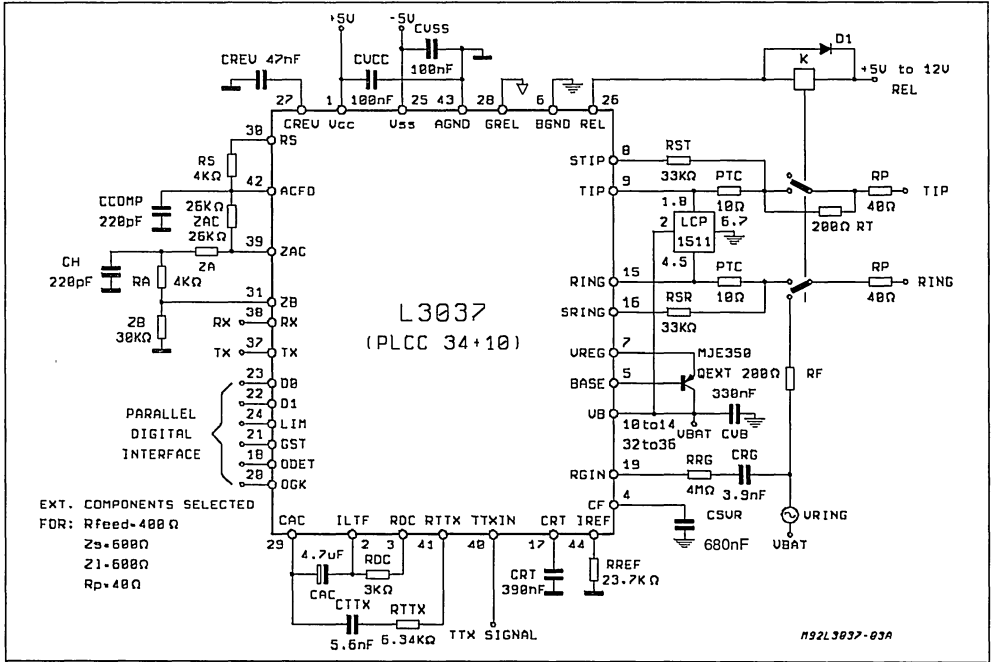 +5V
-5V
CVSS
D1
K
CREV 47nF
CVCC
100nF
100nF
+5V to 12V
REL
27 1 25 43 28 6 26
CREV Vcc Vss AGND GREL BGND REL
30
RS
RS
4KΩ
42
ACFD
CCOMP
220pF
26KΩ
ZAC
26KΩ
39
ZAC
ZA
CH
220pF
RA
4KΩ
31
ZB
ZB
30KΩ
38
RX
RX
37
TX
TX
23
D0
22
D1
24
LIM
21
GST
18
ODET
20
OGK
PARALLEL
DIGITAL
INTERFACE
L3037
(PLCC 34+10)
STIP
8
RST
33KΩ
TIP
9
PTC
10Ω
RP
40Ω
TIP
200Ω RT
1.8
2
LCP
1511
6.7
4.5
RING
15
PTC
10Ω
RP
40Ω
RING
SRING
16
RSR
33KΩ
VREG
7
MJE350
BASE
5
QEXT
200Ω
RF
330nF
VB
10to14
32to36
VBAT
CVB
RGIN
19
RRG
4MΩ
CRG
3.9nF
CF
4
CSVR
680nF
VRING
VBAT
EXT. COMPONENTS SELECTED
FOR: Rfeed=400Ω
Zs=600Ω
Zl=600Ω
Rp=40Ω
CAC ILTF RDC RTTX TTXIN CRT IREF
29 2 3 41 40 17 44
4.7uF
CAC
RDC
3KΩ
CTTX
5.6nF
RTTX
6.34KΩ
TTX SIGNAL
CRT
390nF
RREF
23.7KΩ
M92L3037-03A